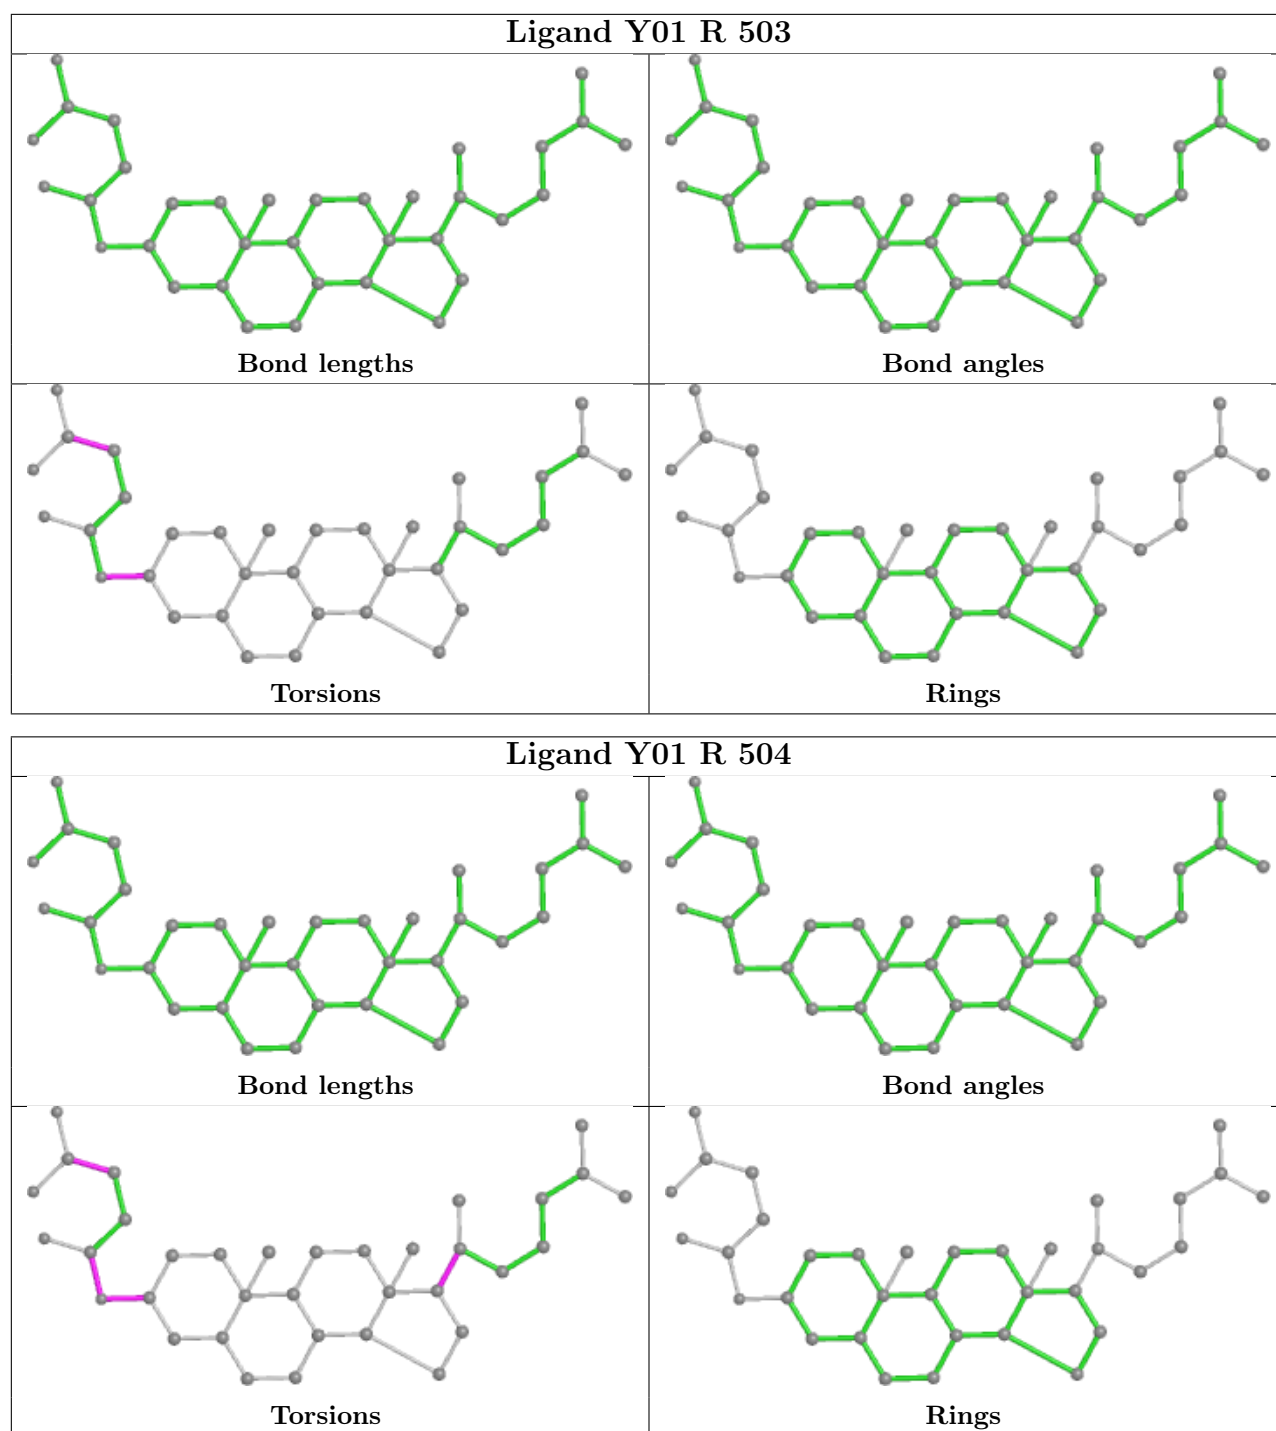 Ligand Y01 R 503
Bond lengths
Bond angles
Torsions
Rings
Ligand Y01 R 504
Bond lengths
Bond angles
Torsions
Rings